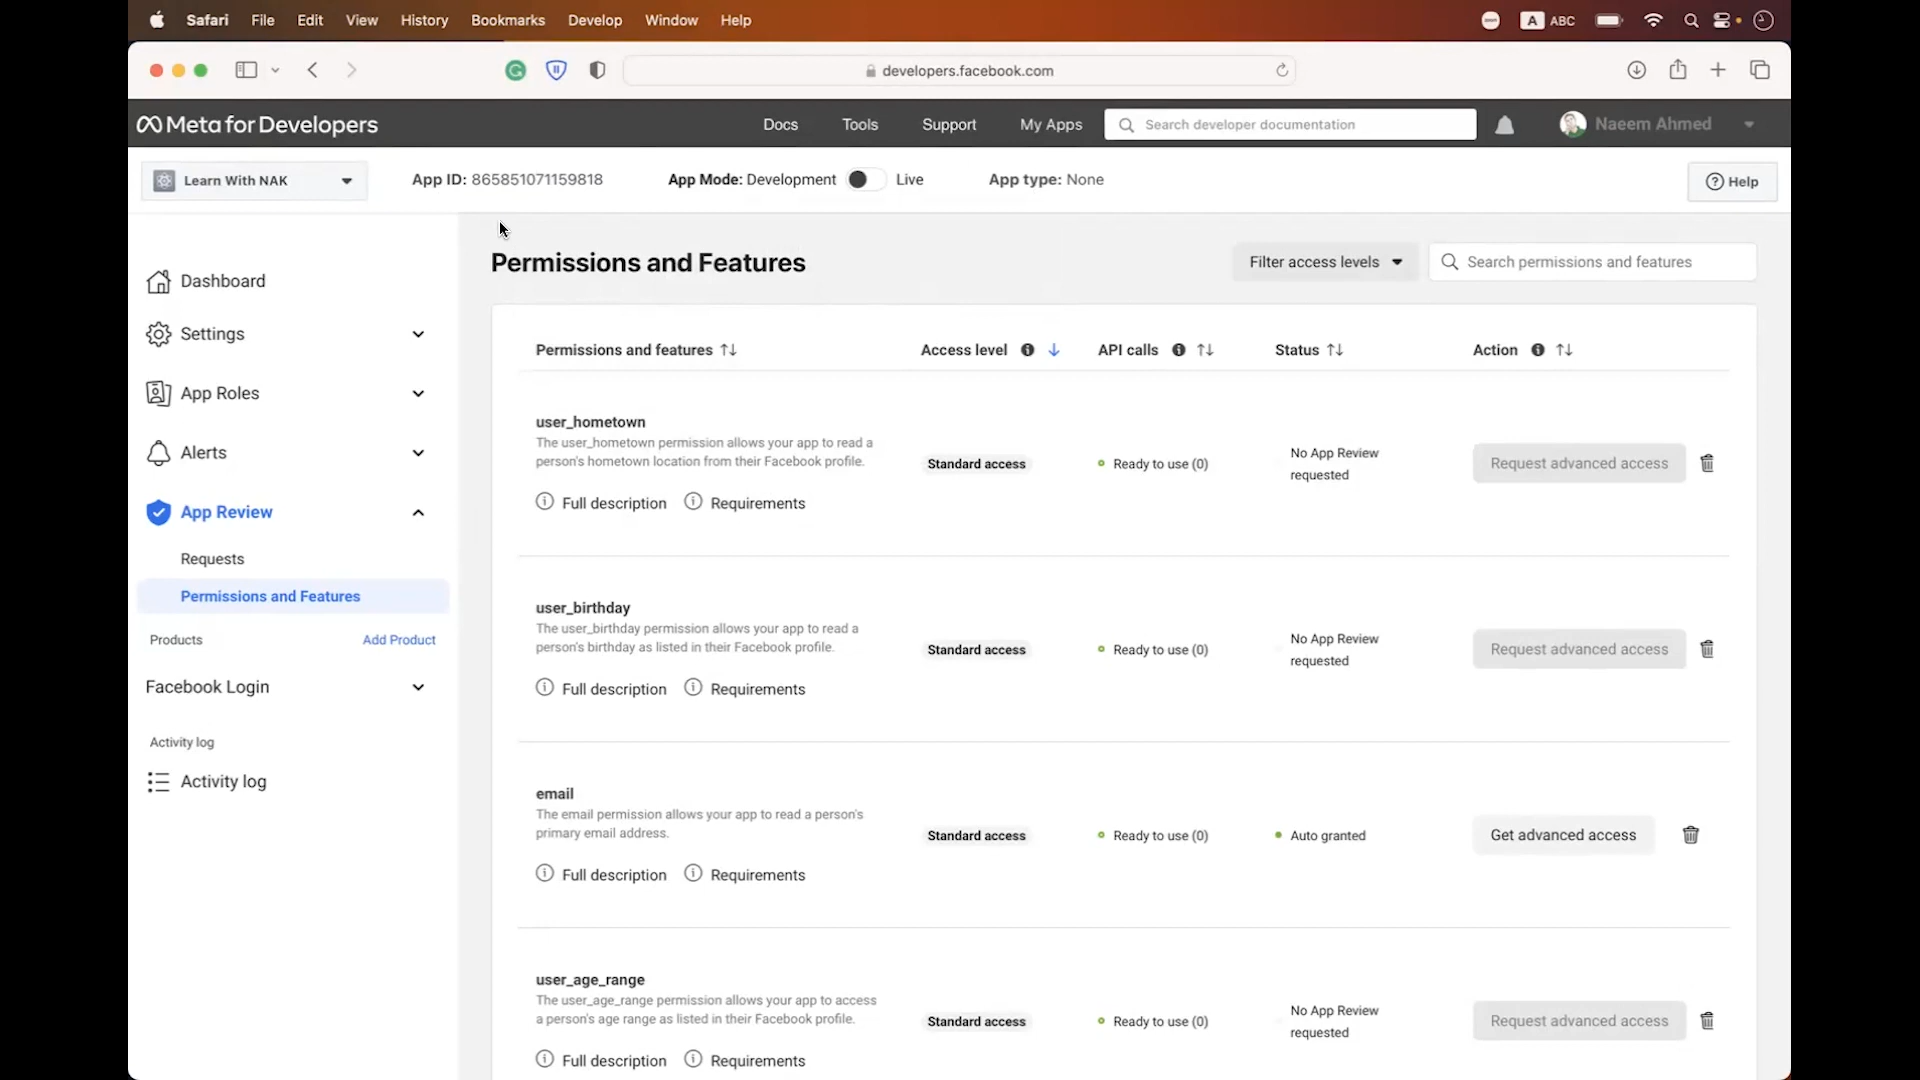 Safari File Edit View History Bookmarks Develop Window Help A ABC
developers.facebook.com
Meta for Developers Docs Tools Support My Apps Search developer documentation Naeem Ahmed
Learn With NAK App ID: 865851071159818 App Mode: Development Live App type: None Help
Permissions and Features Filter access levels Search permissions and features
Dashboard
Settings
App Roles
Alerts
App Review
Requests
Permissions and Features
Products Add Product
Facebook Login
Activity log
Activity log
Permissions and features Access level API calls Status Action
user_hometown
The user_hometown permission allows your app to read a
person's hometown location from their Facebook profile.
Full description Requirements
Standard access Ready to use (0)
No App Review
requested
Request advanced access
user_birthday
The user_birthday permission allows your app to read a
person's birthday as listed in their Facebook profile.
Full description Requirements
Standard access Ready to use (0)
No App Review
requested
Request advanced access
email
The email permission allows your app to read a person's
primary email address.
Full description Requirements
Standard access Ready to use (0)
Auto granted
Get advanced access
user_age_range
The user_age_range permission allows your app to access
a person's age range as listed in their Facebook profile.
Full description Requirements
Standard access Ready to use (0)
No App Review
requested
Request advanced access